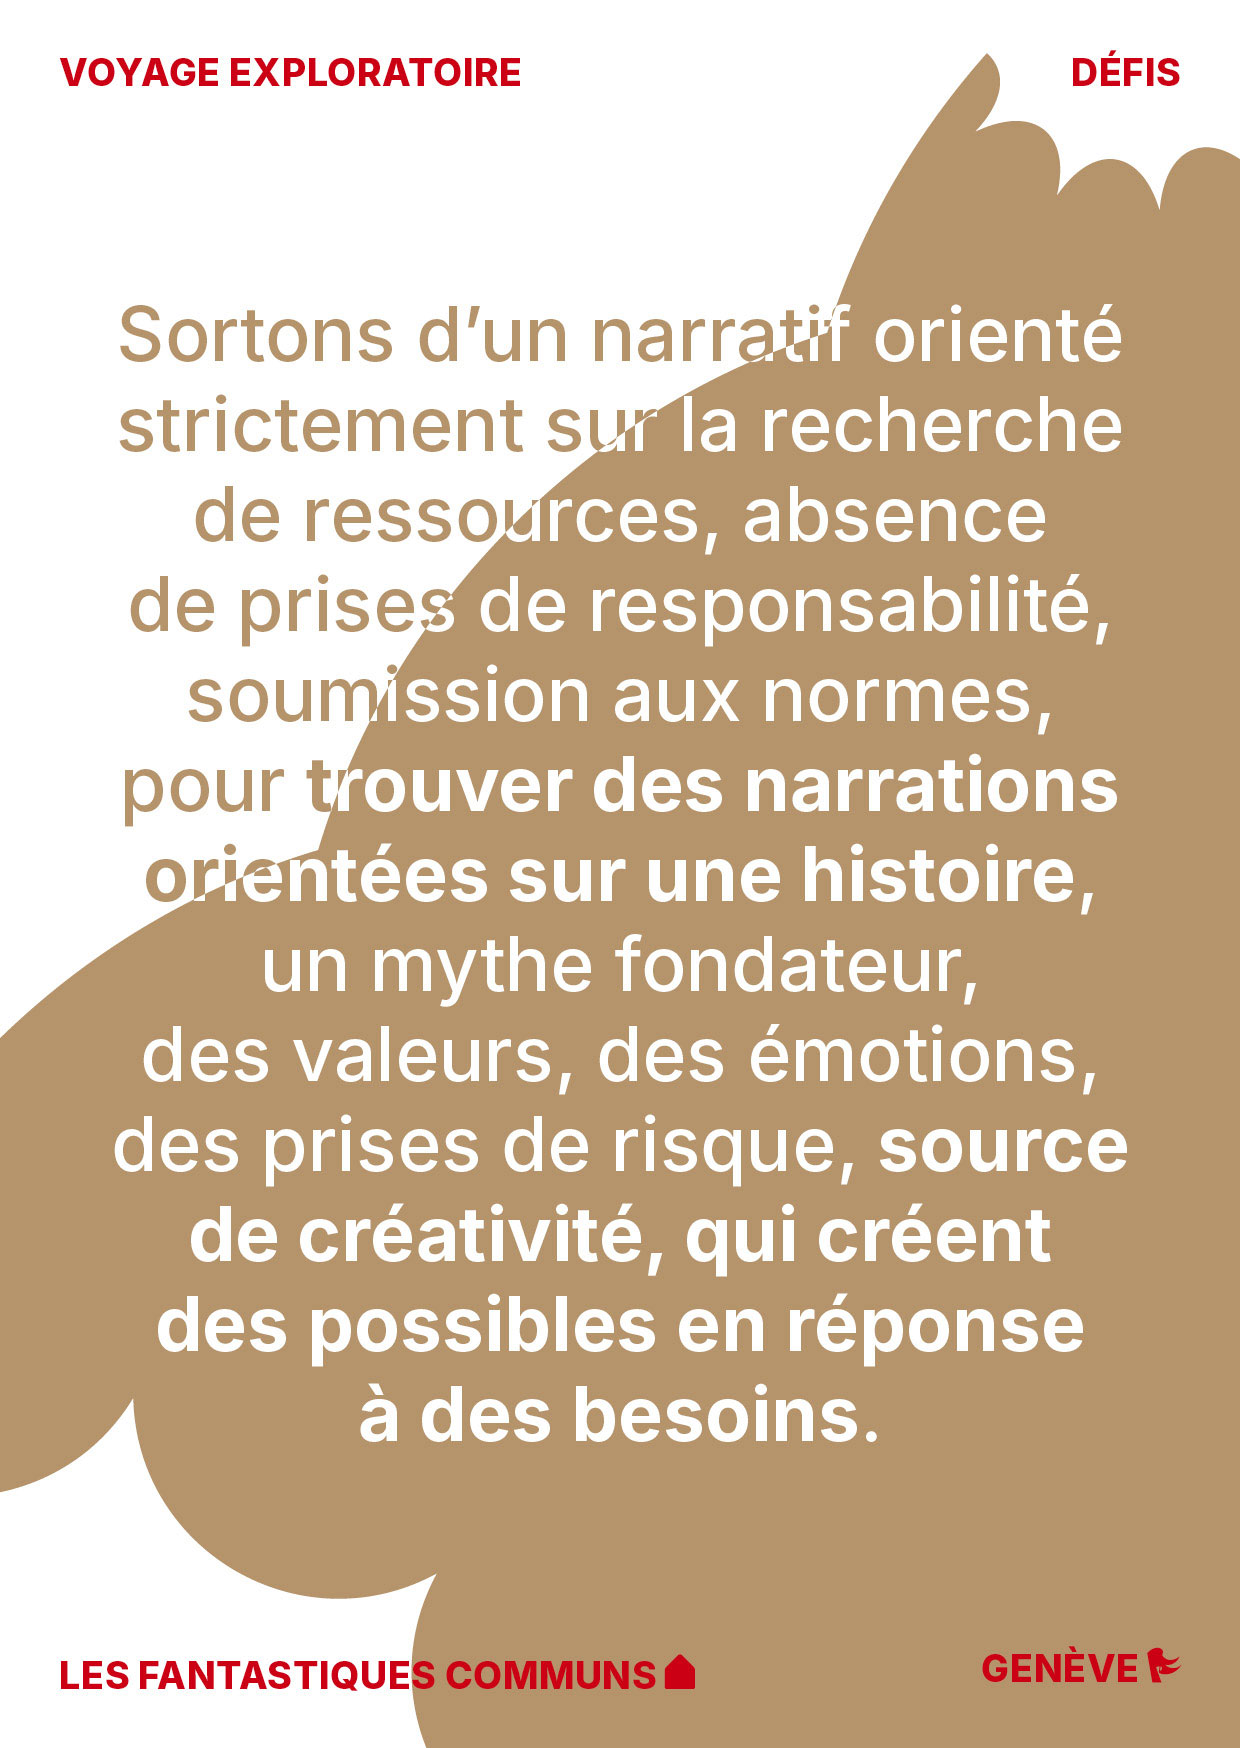 VOYAGE EXPLORATOIRE
DÉFIS
Sortons d’un narratif orienté
strictement sur la recherche
de ressources, absence
de prises de responsabilité,
soumission aux normes,
pour trouver des narrations
orientées sur une histoire,
un mythe fondateur,
des valeurs, des émotions,
des prises de risque, source
de créativité, qui créent
des possibles en réponse
à des besoins.
LES FANTASTIQUES COMMUNS
GENÈVE